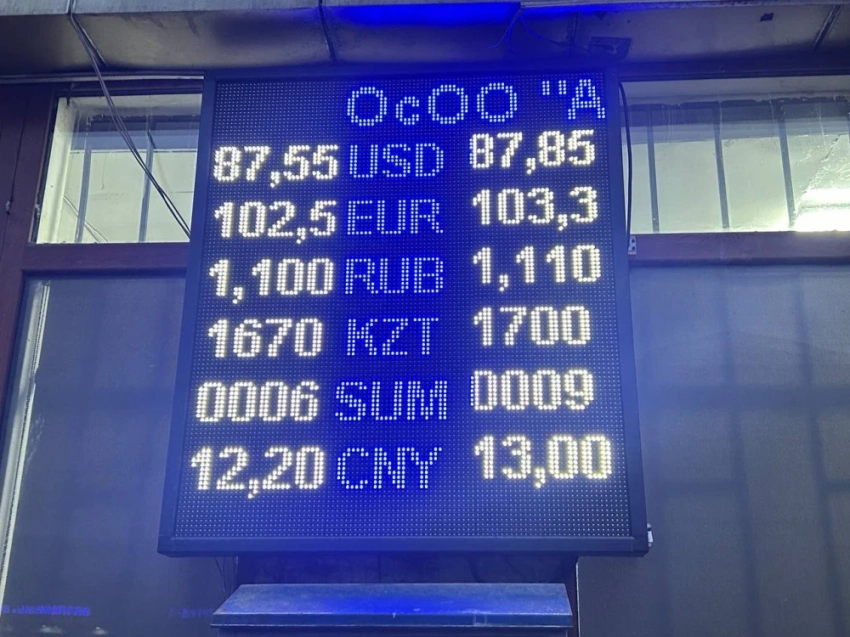 ОсОО "А
87,55 USD 87,85
102,5 EUR 103,3
1,100 RUB 1,110
1670 KZT 1700
0006 SUM 0009
12,20 CNY 13,00